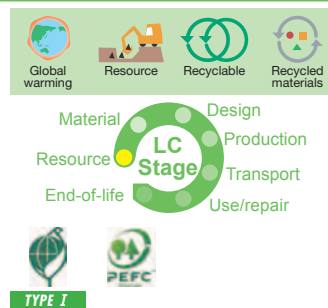 Global
warming
Resource
Recyclable
Recycled
materials
Material
Design
LC
Stage
Production
Resource
Transport
End-of-life
Use/repair
PEFC
TYPE I